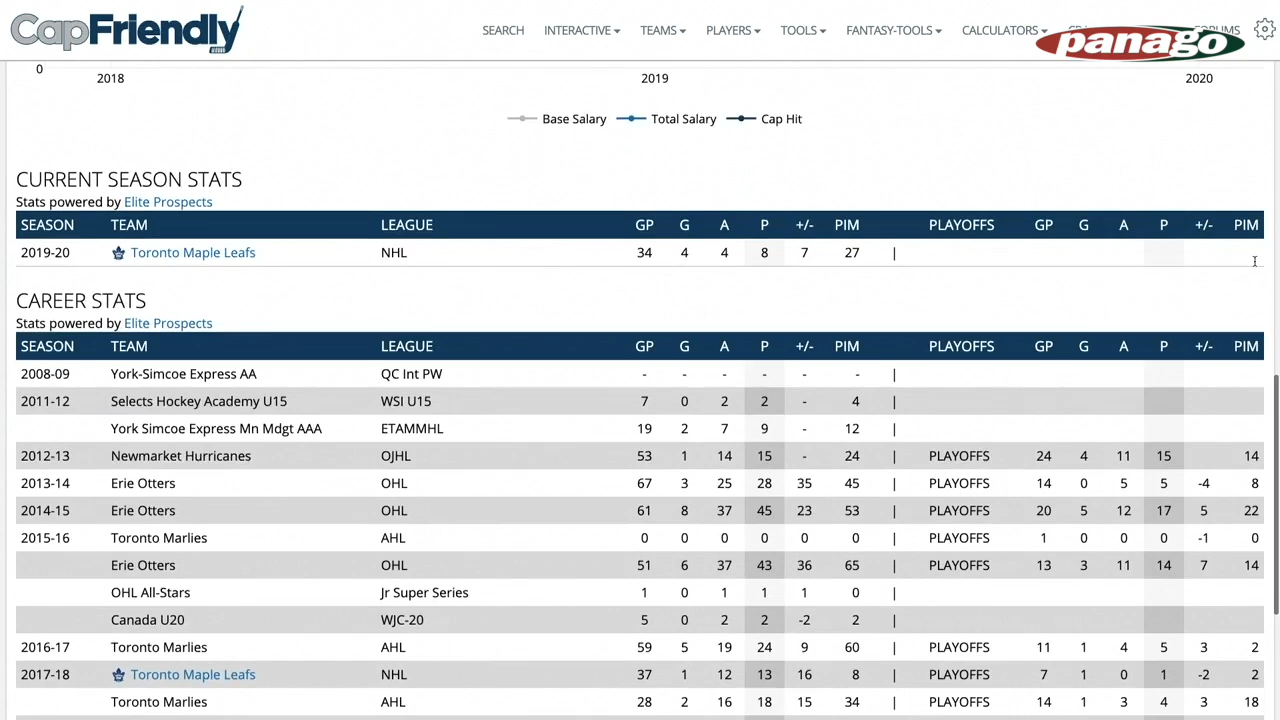 CapFriendly
SEARCH INTERACTIVE TEAMS PLAYERS TOOLS FANTASY-TOOLS CALCULATORS
panago
0
2018 2019 2020
Base Salary Total Salary Cap Hit
CURRENT SEASON STATS
Stats powered by Elite Prospects
SEASON TEAM LEAGUE GP G A P +/- PIM PLAYOFFS GP G A P +/- PIM
2019-20 Toronto Maple Leafs NHL 34 4 4 8 7 27 |
CAREER STATS
Stats powered by Elite Prospects
SEASON TEAM LEAGUE GP G A P +/- PIM PLAYOFFS GP G A P +/- PIM
2008-09 York-Simcoe Express AA QC Int PW - - - - - - |
2011-12 Selects Hockey Academy U15 WSI U15 7 0 2 2 - 4 |
York Simcoe Express Mn Mdgt AAA ETAMMHL 19 2 7 9 - 12 |
2012-13 Newmarket Hurricanes OJHL 53 1 14 15 - 24 | PLAYOFFS 24 4 11 15 14
2013-14 Erie Otters OHL 67 3 25 28 35 45 | PLAYOFFS 14 0 5 5 -4 8
2014-15 Erie Otters OHL 61 8 37 45 23 53 | PLAYOFFS 20 5 12 17 5 22
2015-16 Toronto Marlies AHL 0 0 0 0 0 0 | PLAYOFFS 1 0 0 0 -1 0
Erie Otters OHL 51 6 37 43 36 65 | PLAYOFFS 13 3 11 14 7 14
OHL All-Stars Jr Super Series 1 0 1 1 1 0 |
Canada U20 WJC-20 5 0 2 2 -2 2 |
2016-17 Toronto Marlies AHL 59 5 19 24 9 60 | PLAYOFFS 11 1 4 5 3 2
2017-18 Toronto Maple Leafs NHL 37 1 12 13 16 8 | PLAYOFFS 7 1 0 1 -2 2
Toronto Marlies AHL 28 2 16 18 15 34 | PLAYOFFS 14 1 3 4 3 18